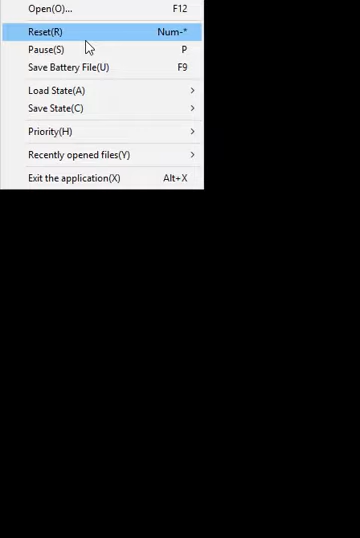 Open(O)... F12
Reset(R) Num-*
Pause(S) P
Save Battery File(U) F9
Load State(A)
Save State(C)
Priority(H)
Recently opened files(Y)
Exit the application(X) Alt+X